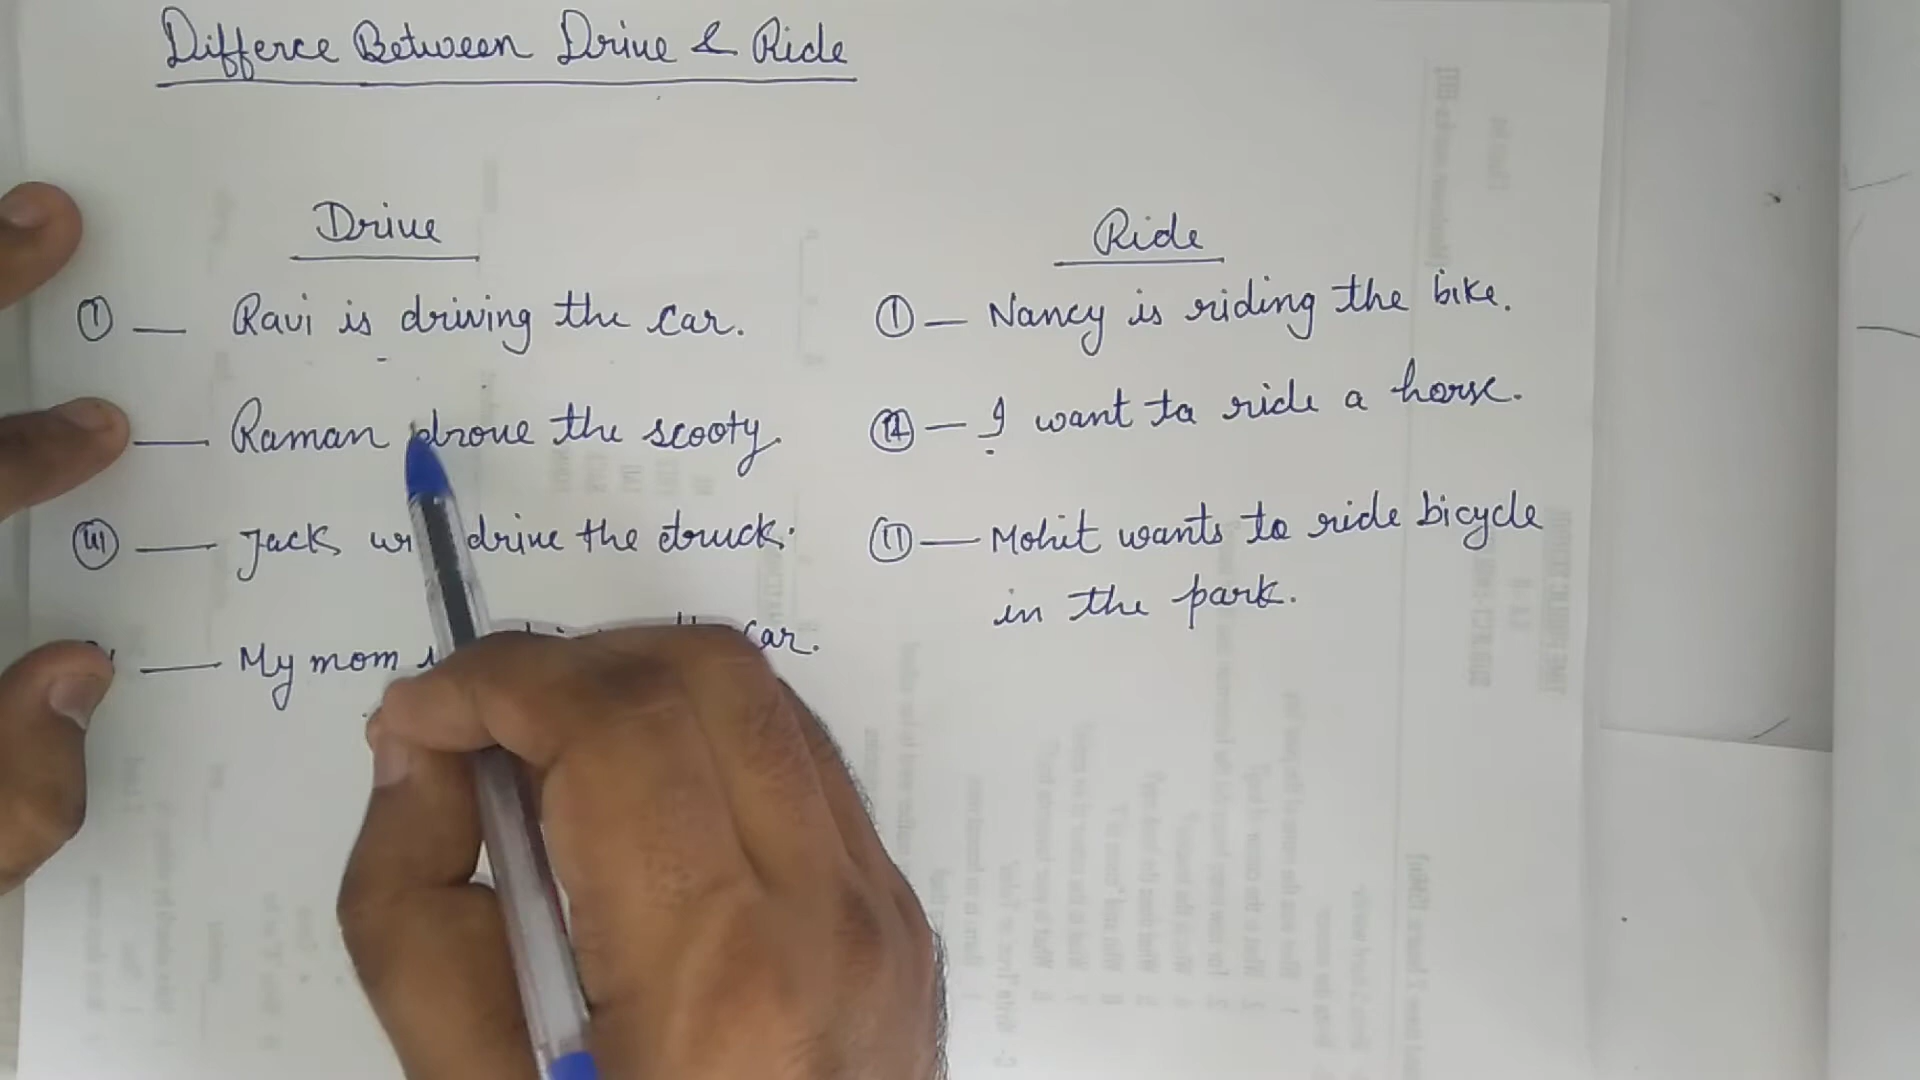 Differce Between Drive & Ride
Drive
① — Ravi is driving the car.
— Raman drove the scooty.
(III) — Jack drive the truck.
— My mom car.
Ride
① — Nancy is riding the bike.
— I want to ride a horse.
(11) — Mohit wants to ride bicycle
in the park.